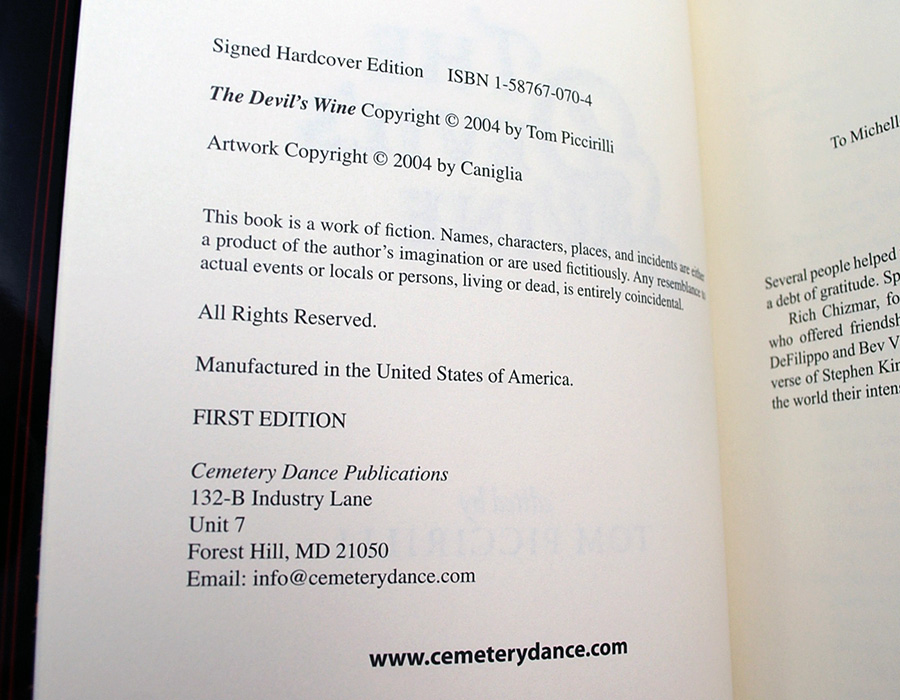 Signed Hardcover Edition ISBN 1-58767-070-4
The Devil's Wine Copyright © 2004 by Tom Piccirilli
Artwork Copyright © 2004 by Caniglia
This book is a work of fiction. Names, characters, places, and incidents are either
a product of the author's imagination or are used fictitiously. Any resemblance to
actual events or locals or persons, living or dead, is entirely coincidental.
All Rights Reserved.
Manufactured in the United States of America.
FIRST EDITION
Cemetery Dance Publications
132-B Industry Lane
Unit 7
Forest Hill, MD 21050
Email: info@cemeterydance.com
www.cemeterydance.com
To Michell
Several people helped
a debt of gratitude. Sp
Rich Chizmar, fo
who offered friendsh
DeFilippo and Bev V
verse of Stephen Kin
the world their inten